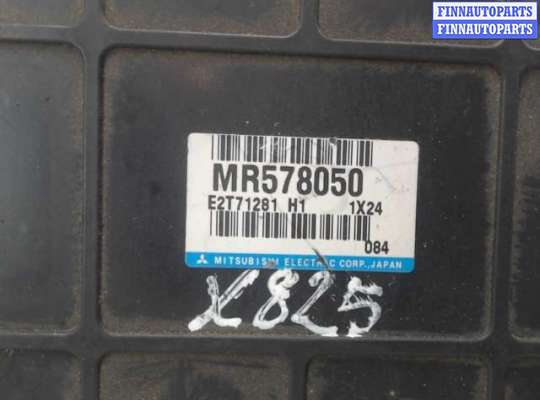 FINNAUTOPARTS
FINNAUTOPARTS
MR578050
E2T71281 H1 1X24
084
MITSUBISHI ELECTRIC CORP., JAPAN
X825